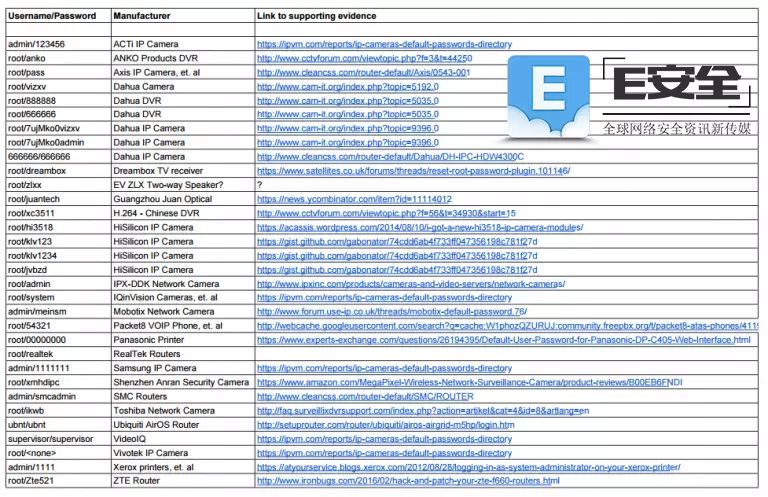 Username/Password Manufacturer Link to supporting evidence
admin/123456 ACTi IP Camera https://ipvm.com/reports/ip-cameras-default-passwords-directory
root/anko ANKO Products DVR http://www.cctvforum.com/viewtopic.php?f=3&t=44250
root/pass Axis IP Camera, et. al http://www.cleancss.com/router-default/Axis/0543-001
root/vizxv Dahua Camera http://www.cam-it.org/index.php?topic=5192.0
root/888888 Dahua DVR http://www.cam-it.org/index.php?topic=5035.0
root/666666 Dahua DVR http://www.cam-it.org/index.php?topic=5035.0
root/7ujMko0vizxv Dahua IP Camera http://www.cam-it.org/index.php?topic=9396.0
root/7ujMko0admin Dahua IP Camera http://www.cam-it.org/index.php?topic=9396.0
666666/666666 Dahua IP Camera http://www.cleancss.com/router-default/Dahua/DH-IPC-HDW4300C
E
E安全
全球网络安全资讯新传媒
root/dreambox Dreambox TV receiver https://www.satellites.co.uk/forums/threads/reset-root-password-plugin.101146/
root/zlxx EV ZLX Two-way Speaker? ?
root/juantech Guangzhou Juan Optical https://news.ycombinator.com/item?id=11114012
root/xc3511 H.264 - Chinese DVR http://www.cctvforum.com/viewtopic.php?f=56&t=34930&start=15
root/hi3518 HiSilicon IP Camera https://acassis.wordpress.com/2014/08/10/i-got-a-new-hi3518-ip-camera-modules/
root/klv123 HiSilicon IP Camera https://gist.github.com/gabonator/74cdd6ab4f733ff047356198c781f27d
root/klv1234 HiSilicon IP Camera https://gist.github.com/gabonator/74cdd6ab4f733ff047356198c781f27d
root/jvbzd HiSilicon IP Camera https://gist.github.com/gabonator/74cdd6ab4f733ff047356198c781f27d
root/admin IPX-DDK Network Camera http://www.ipxinc.com/products/cameras-and-video-servers/network-cameras/
root/system IQinVision Cameras, et. al https://ipvm.com/reports/ip-cameras-default-passwords-directory
admin/meinsm Mobotix Network Camera http://www.forum.use-ip.co.uk/threads/mobotix-default-password.76/
root/54321 Packet8 VOIP Phone, et. al http://webcache.googleusercontent.com/search?q=cache:W1phozQZURUJ:community.freepbx.org/t/packet8-atas-phones/411
root/00000000 Panasonic Printer https://www.experts-exchange.com/questions/26194395/Default-User-Password-for-Panasonic-DP-C405-Web-Interface.html
root/realtek RealTek Routers
admin/1111111 Samsung IP Camera https://ipvm.com/reports/ip-cameras-default-passwords-directory
root/xmhdipc Shenzhen Anran Security Camera https://www.amazon.com/MegaPixel-Wireless-Network-Surveillance-Camera/product-reviews/B00EB6FNDI
admin/smcadmin SMC Routers http://www.cleancss.com/router-default/SMC/ROUTER
root/ikwb Toshiba Network Camera http://faq.surveillixdvrsupport.com/index.php?action=artikel&cat=4&id=8&artlang=en
ubnt/ubnt Ubiquiti AirOS Router http://setuprouter.com/router/ubiquiti/airos-airgrid-m5hp/login.htm
supervisor/supervisor VideoIQ https://ipvm.com/reports/ip-cameras-default-passwords-directory
root/<none> Vivotek IP Camera https://ipvm.com/reports/ip-cameras-default-passwords-directory
admin/1111 Xerox printers, et. al https://atyourservice.blogs.xerox.com/2012/08/28/logging-in-as-system-administrator-on-your-xerox-printer/
root/Zte521 ZTE Router http://www.ironbugs.com/2016/02/hack-and-patch-your-zte-f660-routers.html